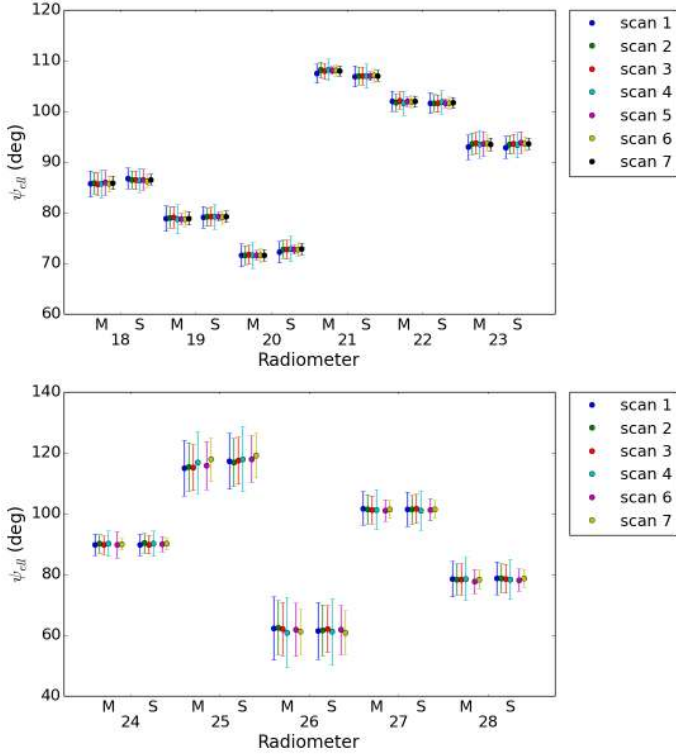 120
110
100
90
80
70
60
ψ_ell (deg)
M S M S M S M S M S M S
18 19 20 21 22 23
Radiometer
scan 1
scan 2
scan 3
scan 4
scan 5
scan 6
scan 7
140
120
100
80
60
40
ψ_ell (deg)
M S M S M S M S M S
24 25 26 27 28
Radiometer
scan 1
scan 2
scan 3
scan 4
scan 6
scan 7